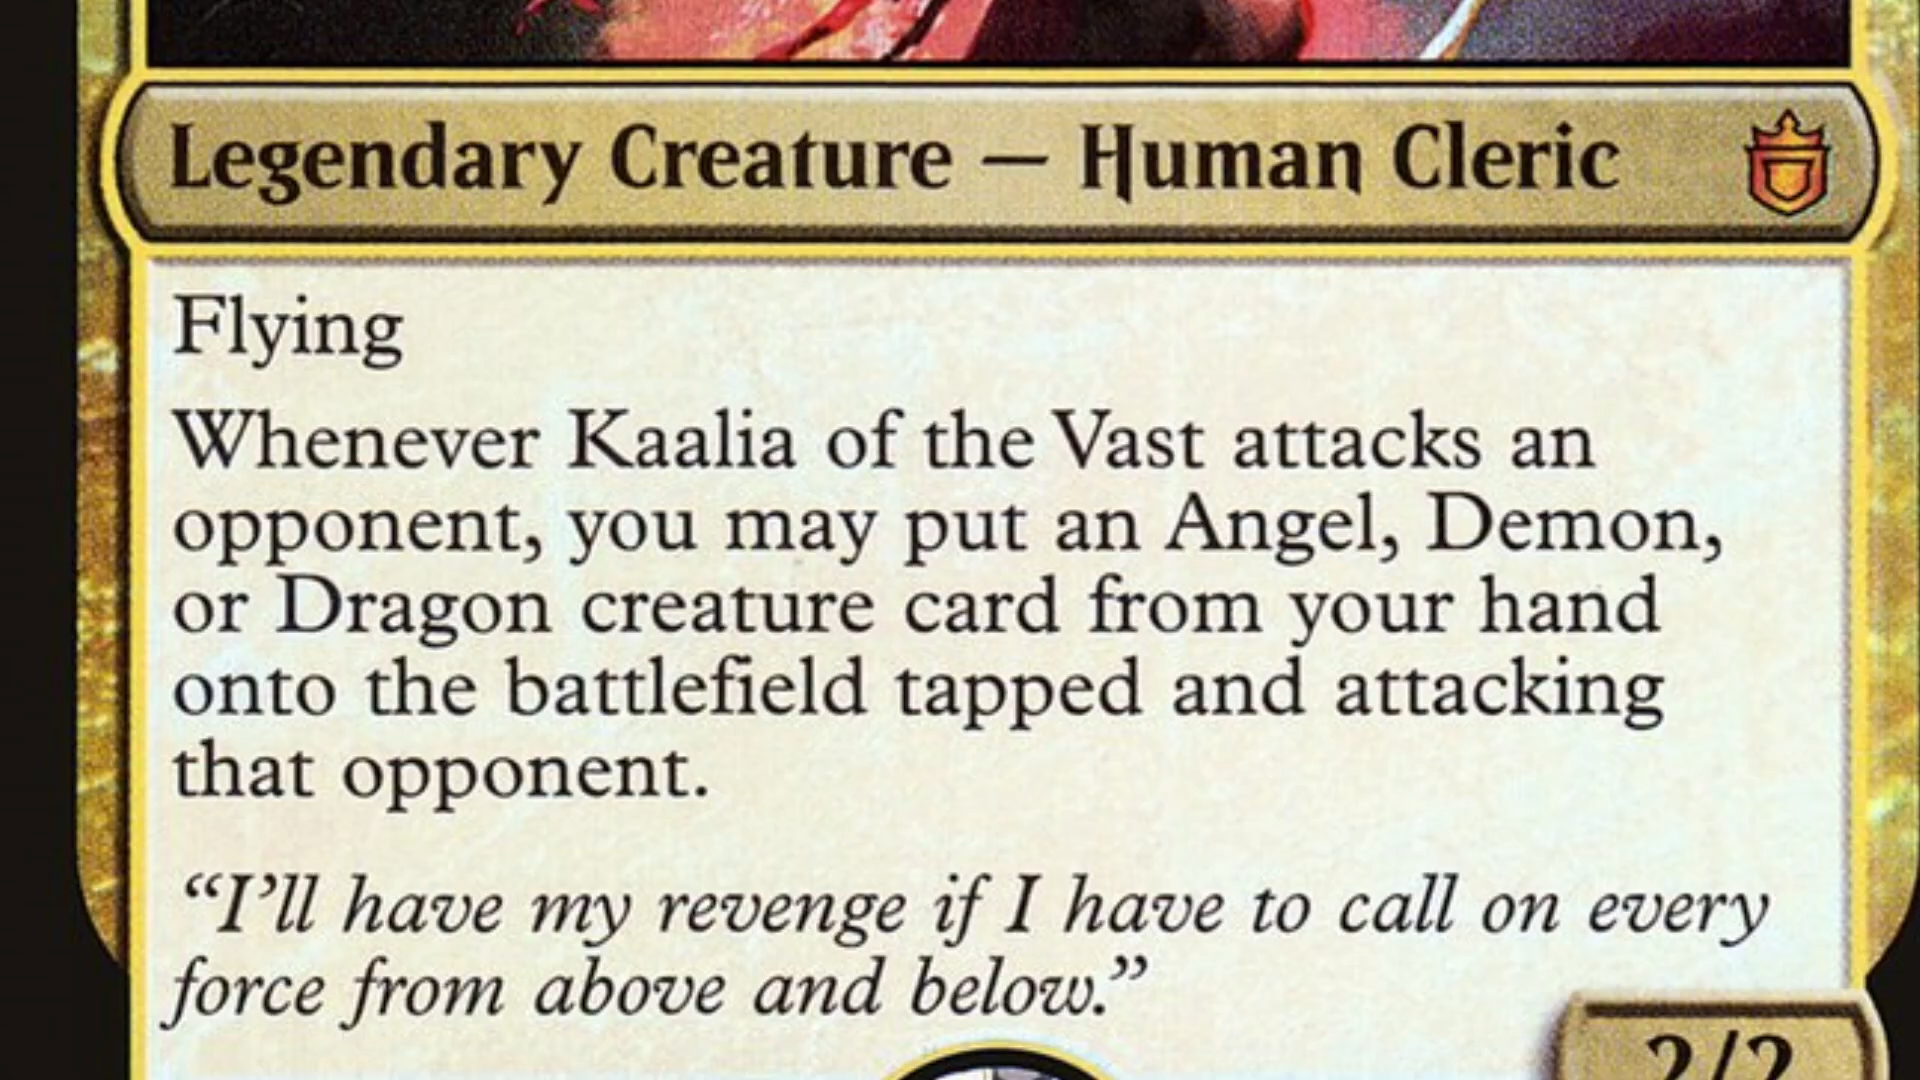 Legendary Creature — Human Cleric
Flying
Whenever Kaalia of the Vast attacks an
opponent, you may put an Angel, Demon,
or Dragon creature card from your hand
onto the battlefield tapped and attacking
that opponent.
“I’ll have my revenge if I have to call on every
force from above and below.”
2/2